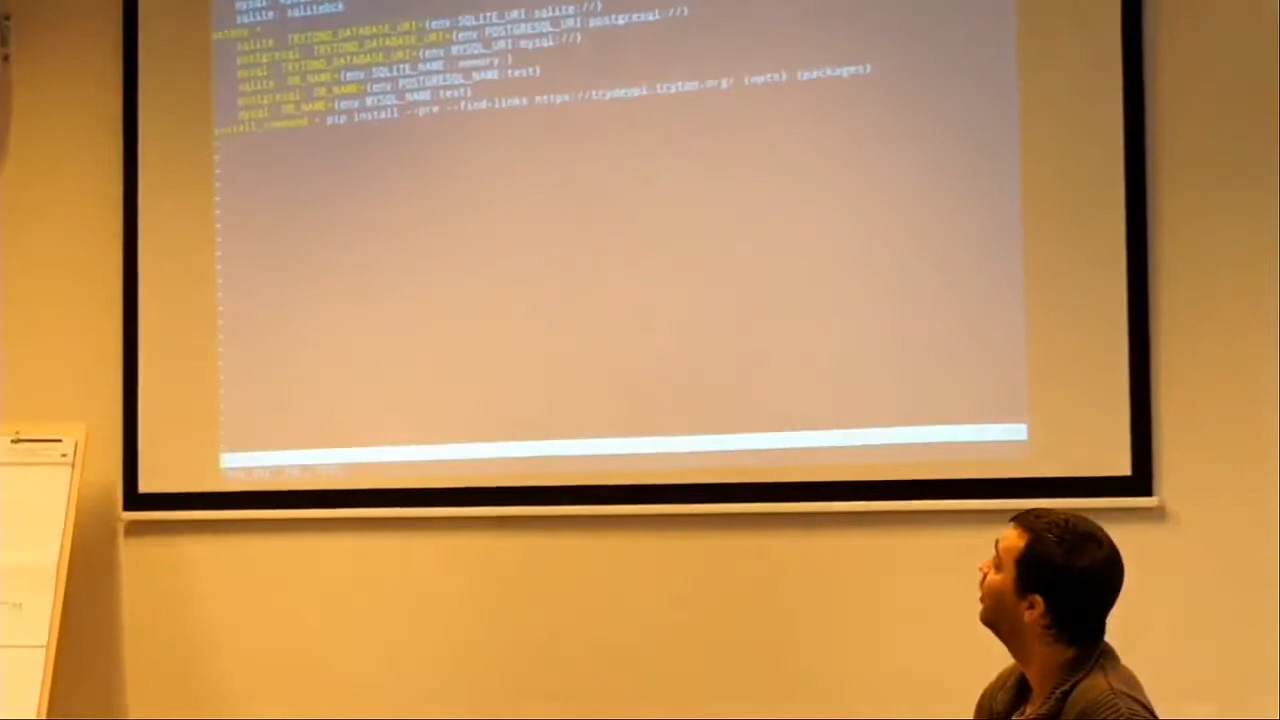 sqlite: sqlitebck
setenv =
sqlite: TRYTOND_DATABASE_URI={env:SQLITE_URI:sqlite://}
postgresql: TRYTOND_DATABASE_URI={env:POSTGRESQL_URI:postgresql://}
mysql: TRYTOND_DATABASE_URI={env:MYSQL_URI:mysql://}
sqlite: DB_NAME={env:SQLITE_NAME::memory:}
postgresql: DB_NAME={env:POSTGRESQL_NAME:test}
mysql: DB_NAME={env:MYSQL_NAME:test}
install_command = pip install --pre --find-links https://trydevpi.tryton.org/ {opts} {packages}